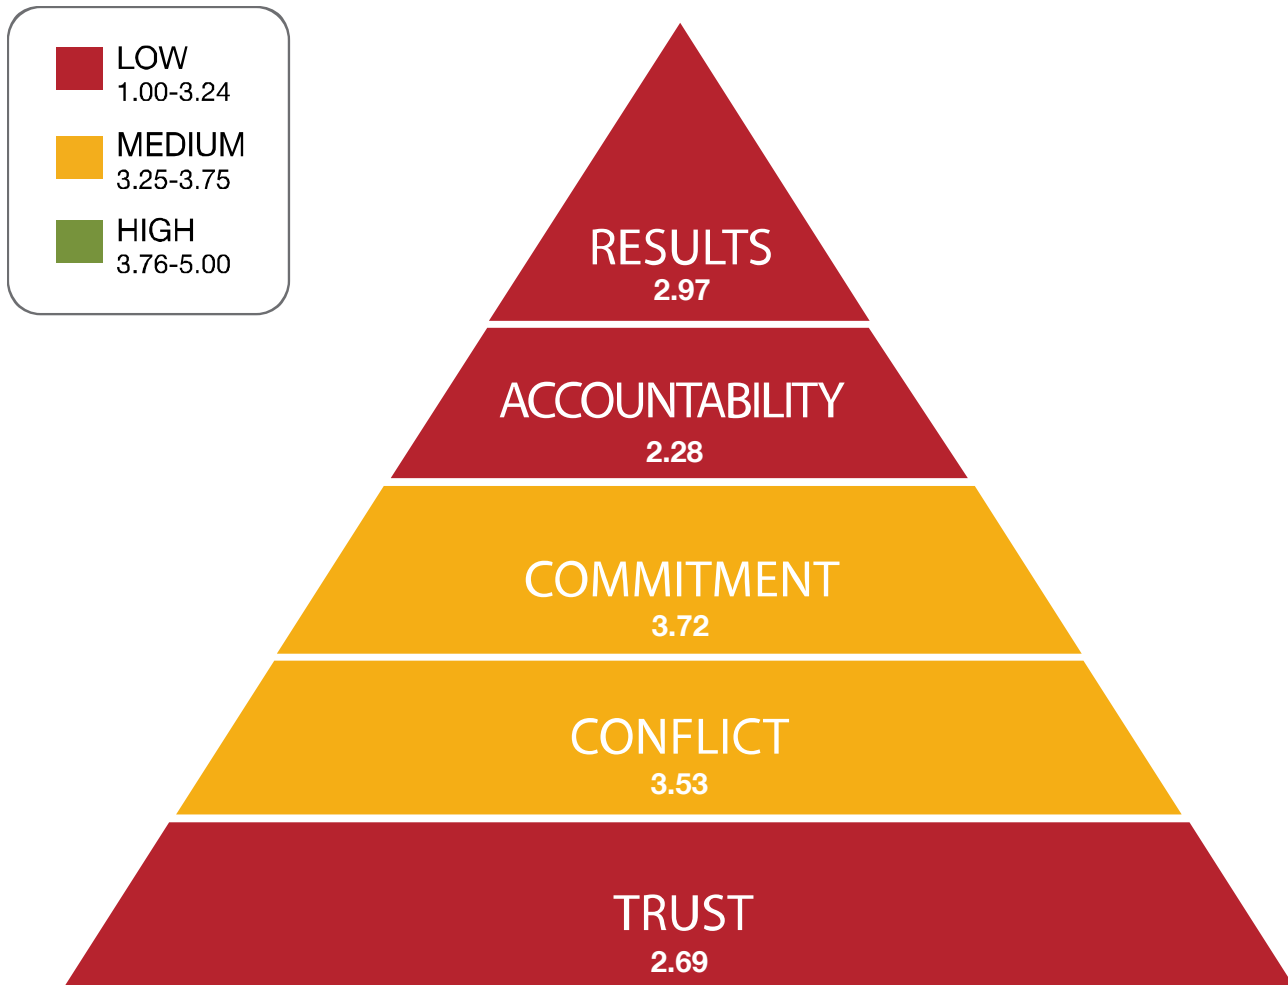 LOW
1.00-3.24
MEDIUM
3.25-3.75
HIGH
3.76-5.00
RESULTS
2.97
ACCOUNTABILITY
2.28
COMMITMENT
3.72
CONFLICT
3.53
TRUST
2.69